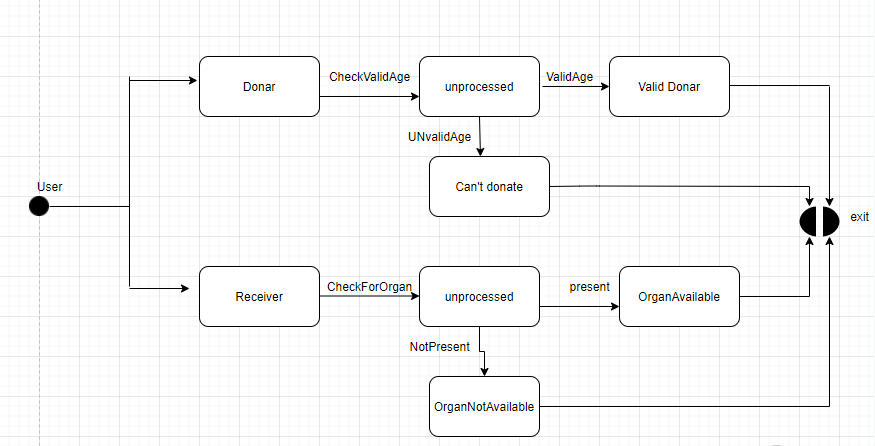 CheckValidAge
ValidAge
Donar
unprocessed
Valid Donar
UNvalidAge
User
Can't donate
exit
CheckForOrgan
present
Receiver
unprocessed
OrganAvailable
NotPresent
OrganNotAvailable